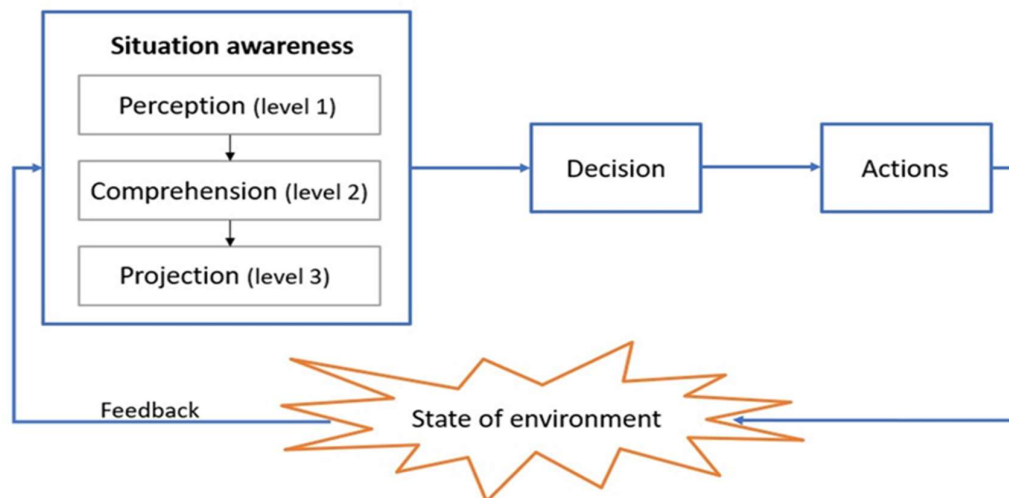 Situation awareness
Perception (level 1)
Comprehension (level 2)
Projection (level 3)
Decision
Actions
Feedback
State of environment